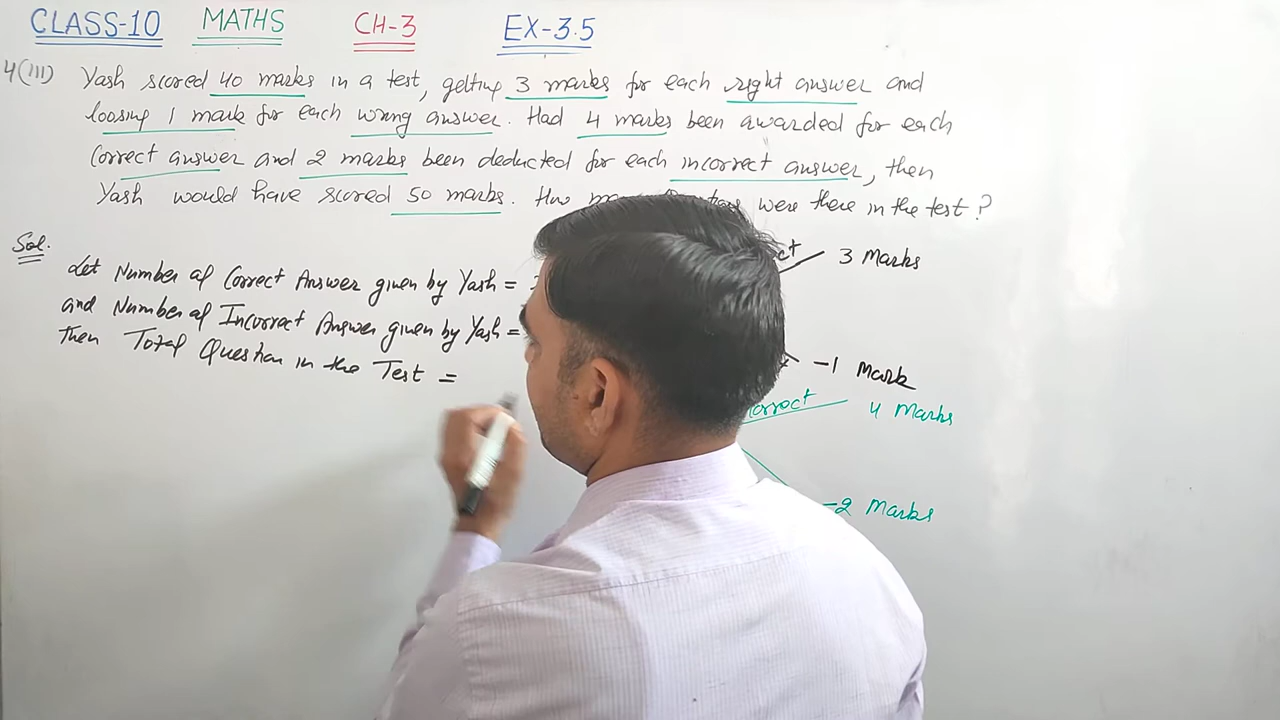 CLASS-10 MATHS CH-3 EX-3.5
4(III) Yash scored 40 marks in a test, getting 3 marks for each right answer and
loosing 1 mark for each wrong answer. Had 4 marks been awarded for each
Correct answer and 2 marks been deducted for each incorrect answer, then
Yash would have scored 50 marks. How were there in the test?
Sol.
Let Number of Correct Answer given by Yash =
and Number of Incorrect Answer given by Yash =
then Total Question in the Test =
3 Marks
-1 Mark
4 Marks
-2 Marks